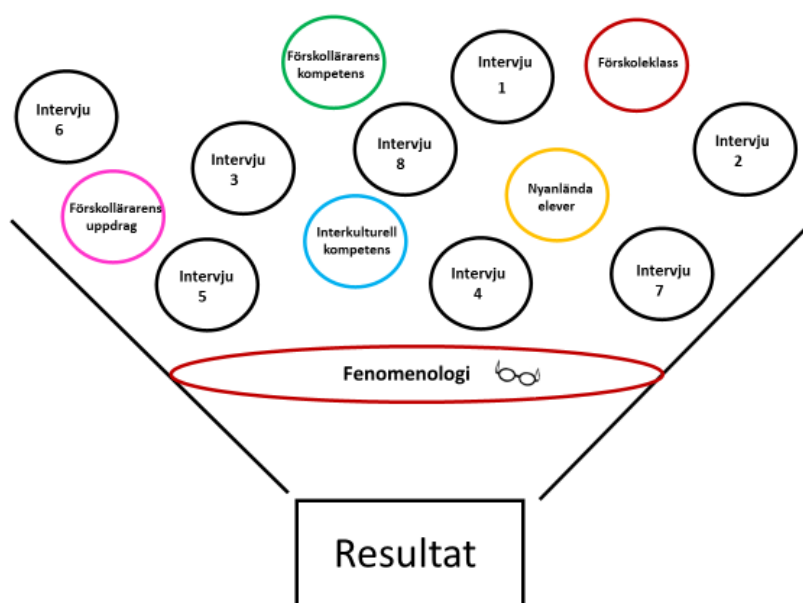 Förskollärarens
kompetens
Intervju
1
Förskoleklass
Intervju
6
Intervju
3
Intervju
8
Intervju
2
Förskollärarens
uppdrag
Interkulturell
kompetens
Nyanlända
elever
Intervju
5
Intervju
4
Intervju
7
Fenomenologi
Resultat